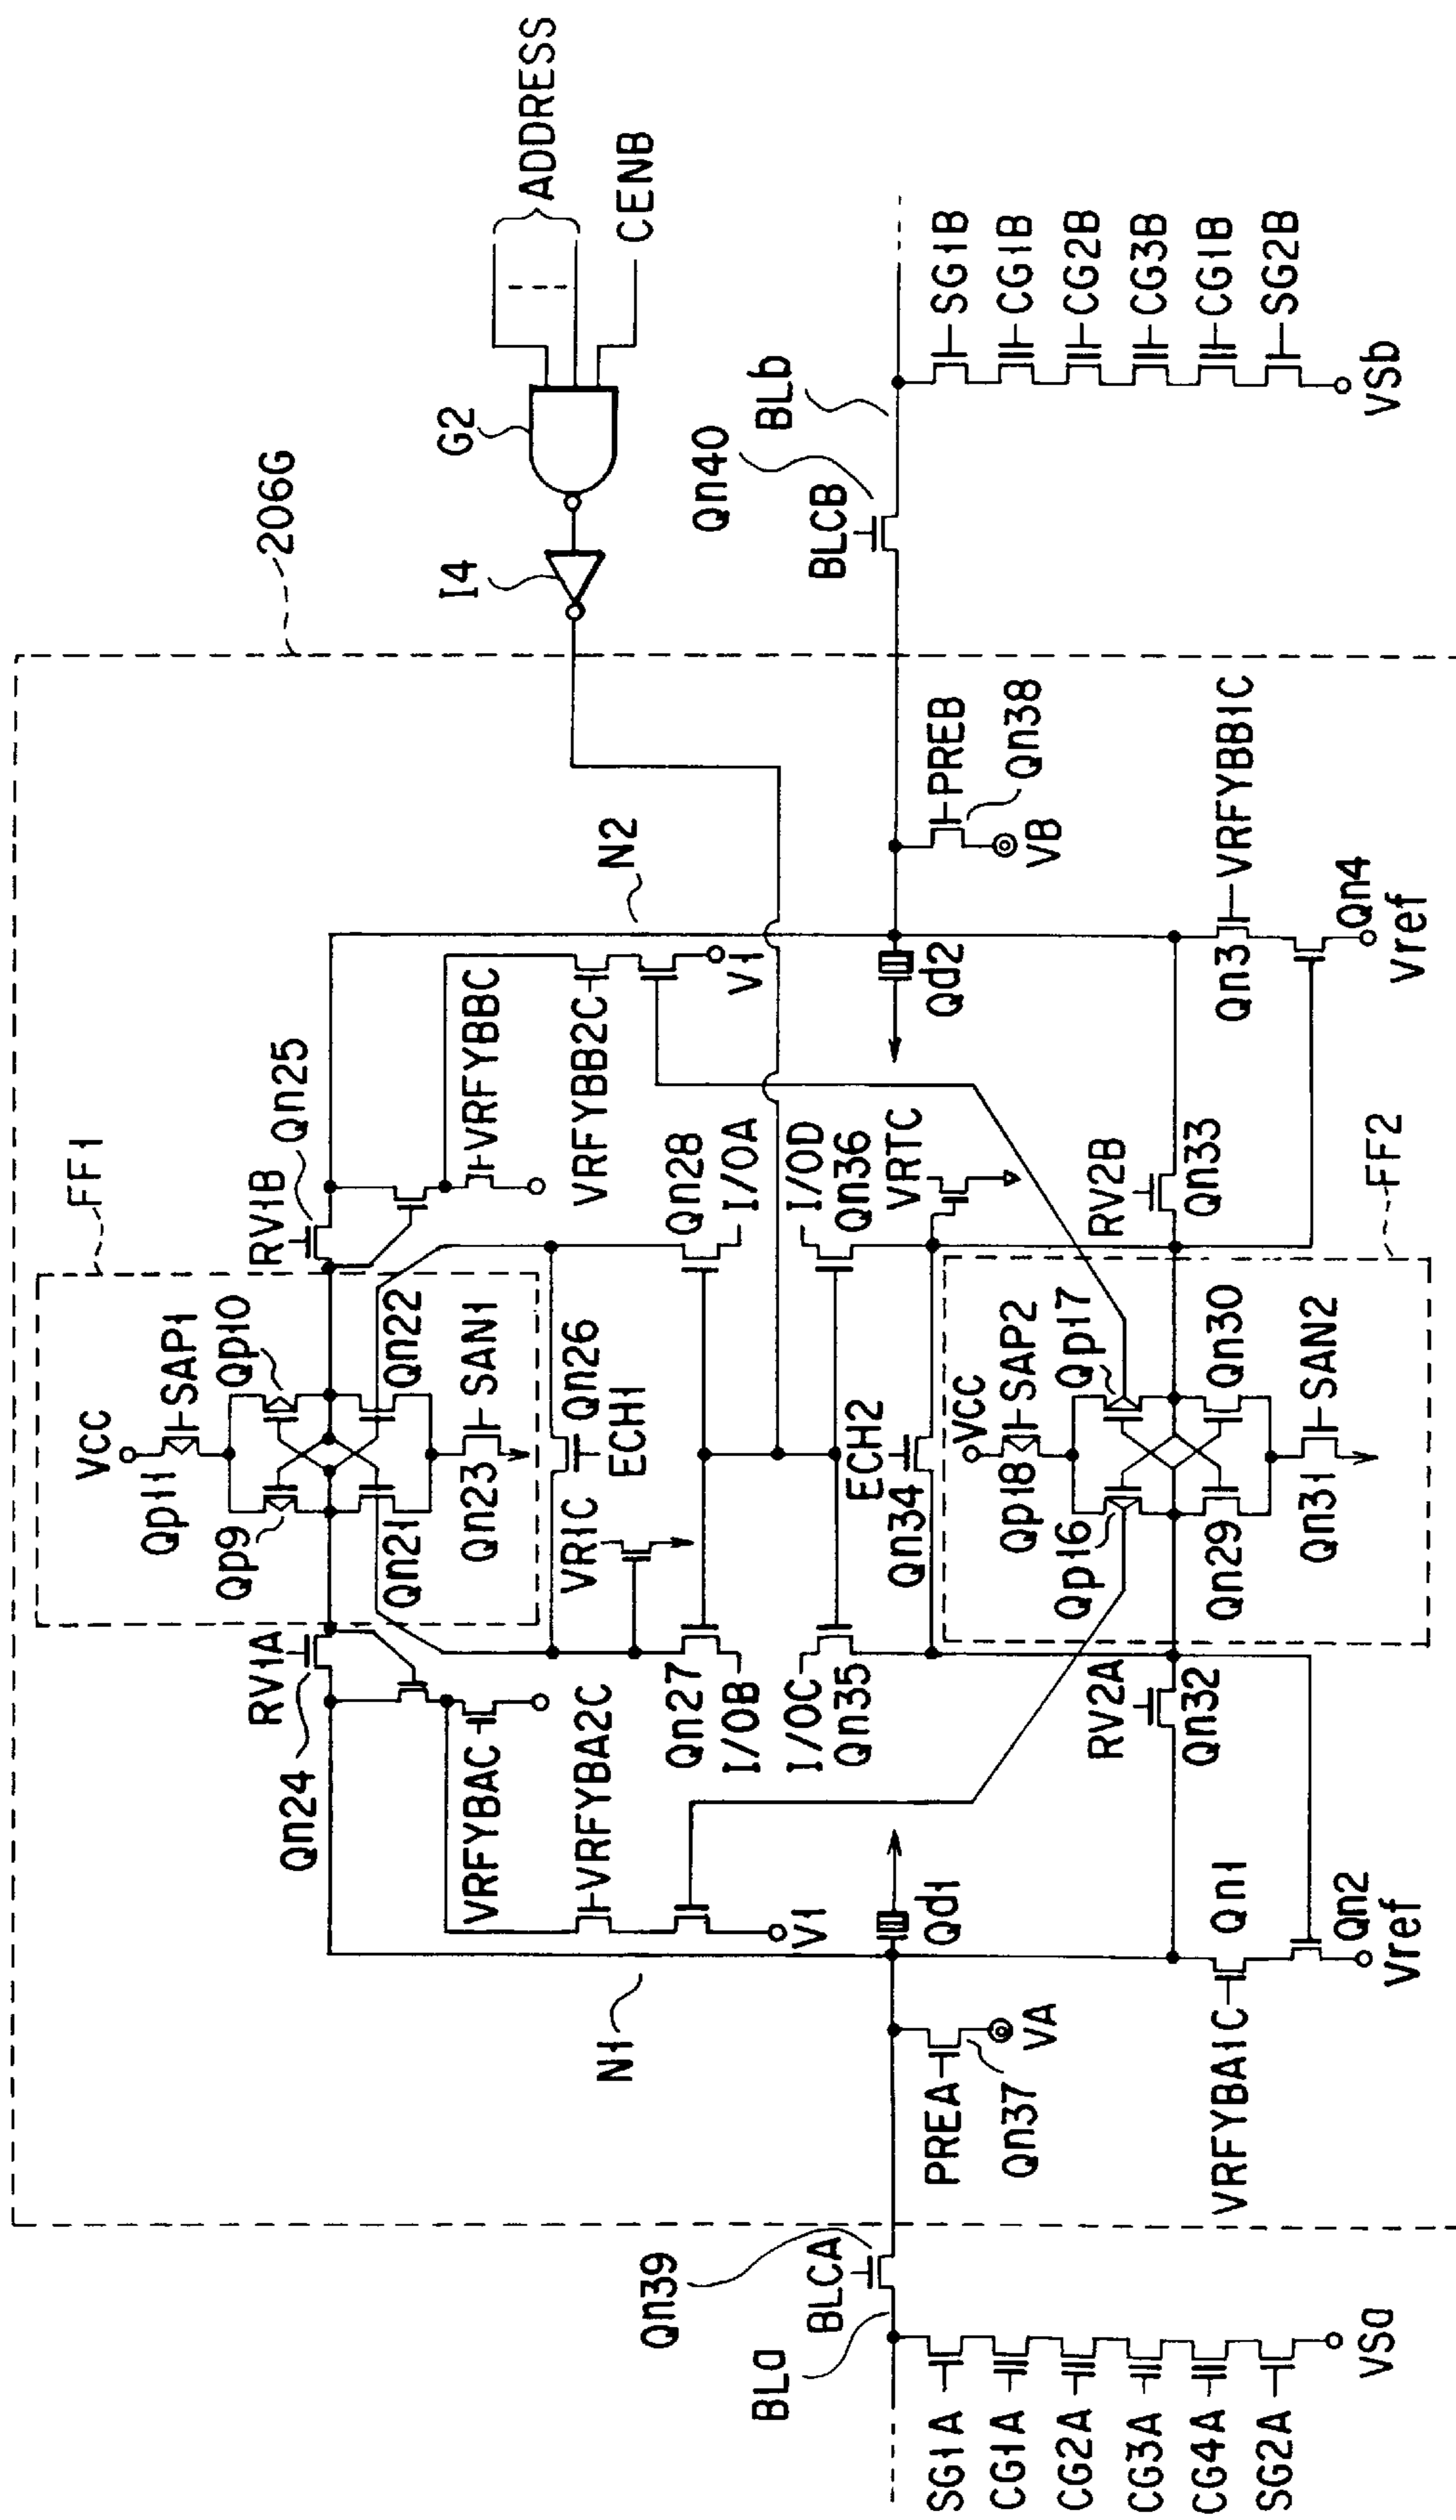 206G
FF1
VCC
Qp11
SAP1
Qp9
Qp10
RV1A
RV1B
Qn24
Qn25
Qn21
Qn22
Qn23
SAN1
VRFYBAC
VRFYBBC
Qn26
ECH1
VR1C
VRFYBA2C
VRFYBB2C
V1
V1
N1
N2
Qn27
Qn28
I/OB
I/OA
I/OC
I/OD
Qn35
Qn36
ECH2
Qn34
VRTC
G2
I4
ADDRESS
CENB
Qn39
BLCA
BLa
Qn40
BLCB
BLb
Qd1
Qd2
PREA
Qn37
VA
PREB
Qn38
VB
VCC
Qp18
SAP2
Qp16
Qp17
FF2
RV2A
RV2B
Qn32
Qn33
Qn29
Qn30
Qn31
SAN2
VRFYBA1C
Qn1
Qn2
Vref
VRFYBB1C
Qn3
Qn4
Vref
SG1A
CG1A
CG2A
CG3A
CG4A
SG2A
VSa
SG1B
CG1B
CG2B
CG3B
CG1B
SG2B
VSb